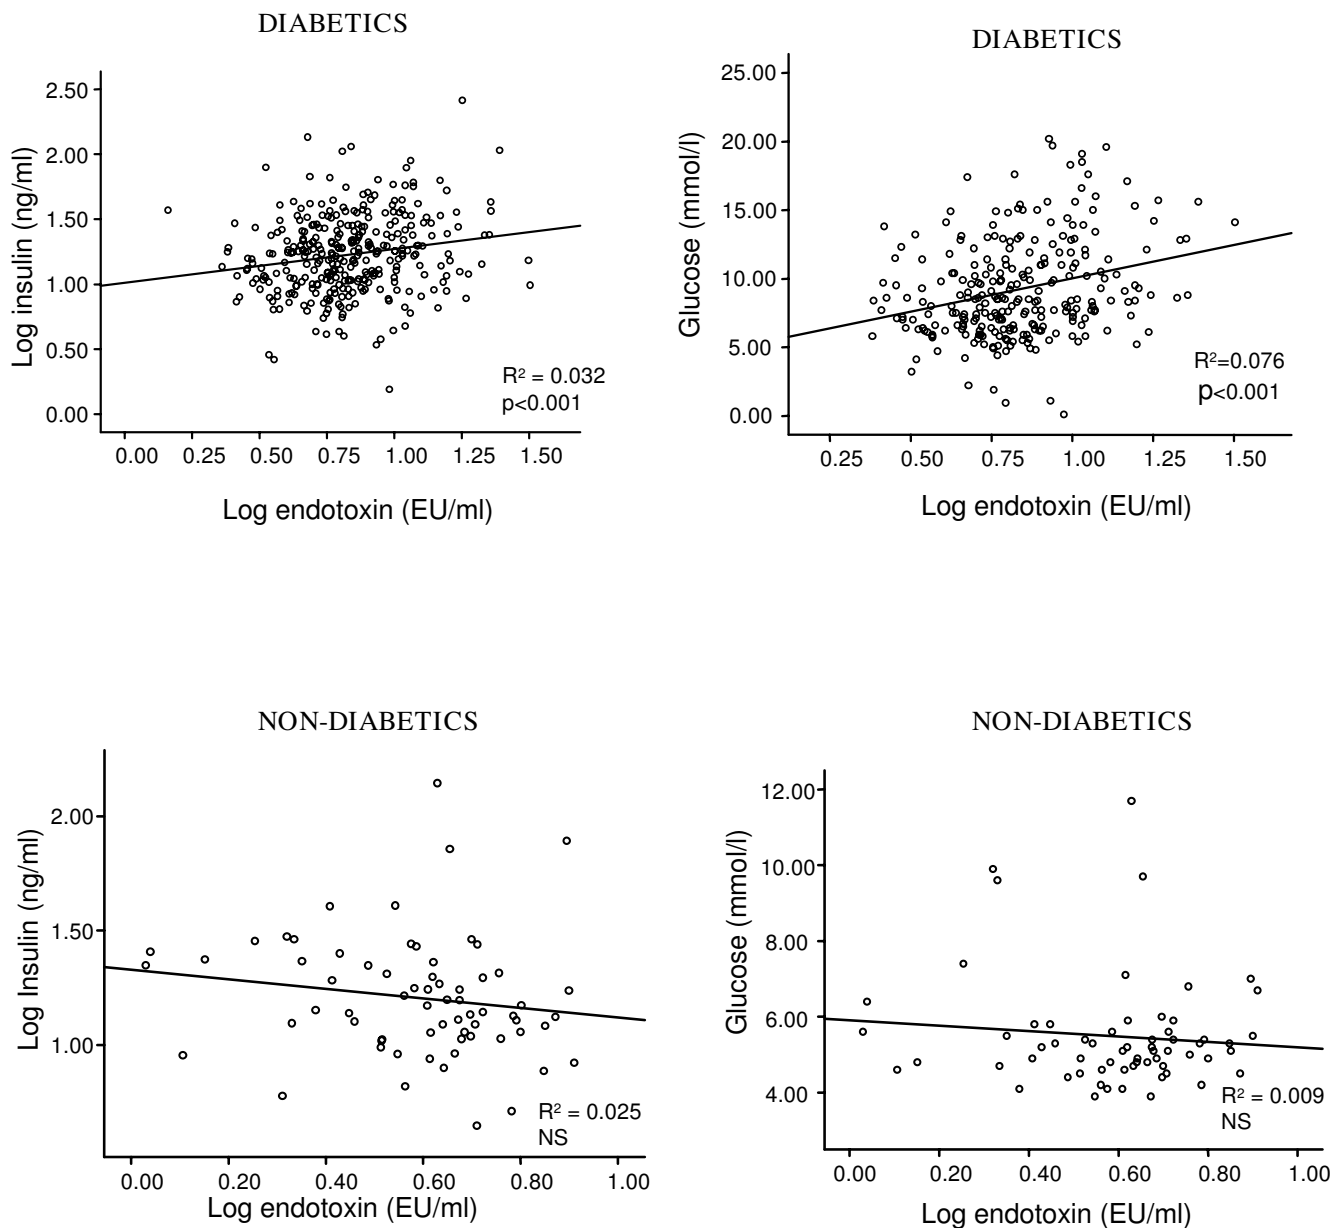 DIABETICS
2.50
2.00
1.50
1.00
0.50
0.00
Log insulin (ng/ml)
R² = 0.032
p<0.001
0.00 0.25 0.50 0.75 1.00 1.25 1.50
Log endotoxin (EU/ml)
DIABETICS
25.00
20.00
15.00
10.00
5.00
0.00
Glucose (mmol/l)
R²=0.076
p<0.001
0.25 0.50 0.75 1.00 1.25 1.50
Log endotoxin (EU/ml)
NON-DIABETICS
2.00
1.50
1.00
Log Insulin (ng/ml)
R² = 0.025
NS
0.00 0.20 0.40 0.60 0.80 1.00
Log endotoxin (EU/ml)
NON-DIABETICS
12.00
10.00
8.00
6.00
4.00
Glucose (mmol/l)
R² = 0.009
NS
0.00 0.20 0.40 0.60 0.80 1.00
Log endotoxin (EU/ml)